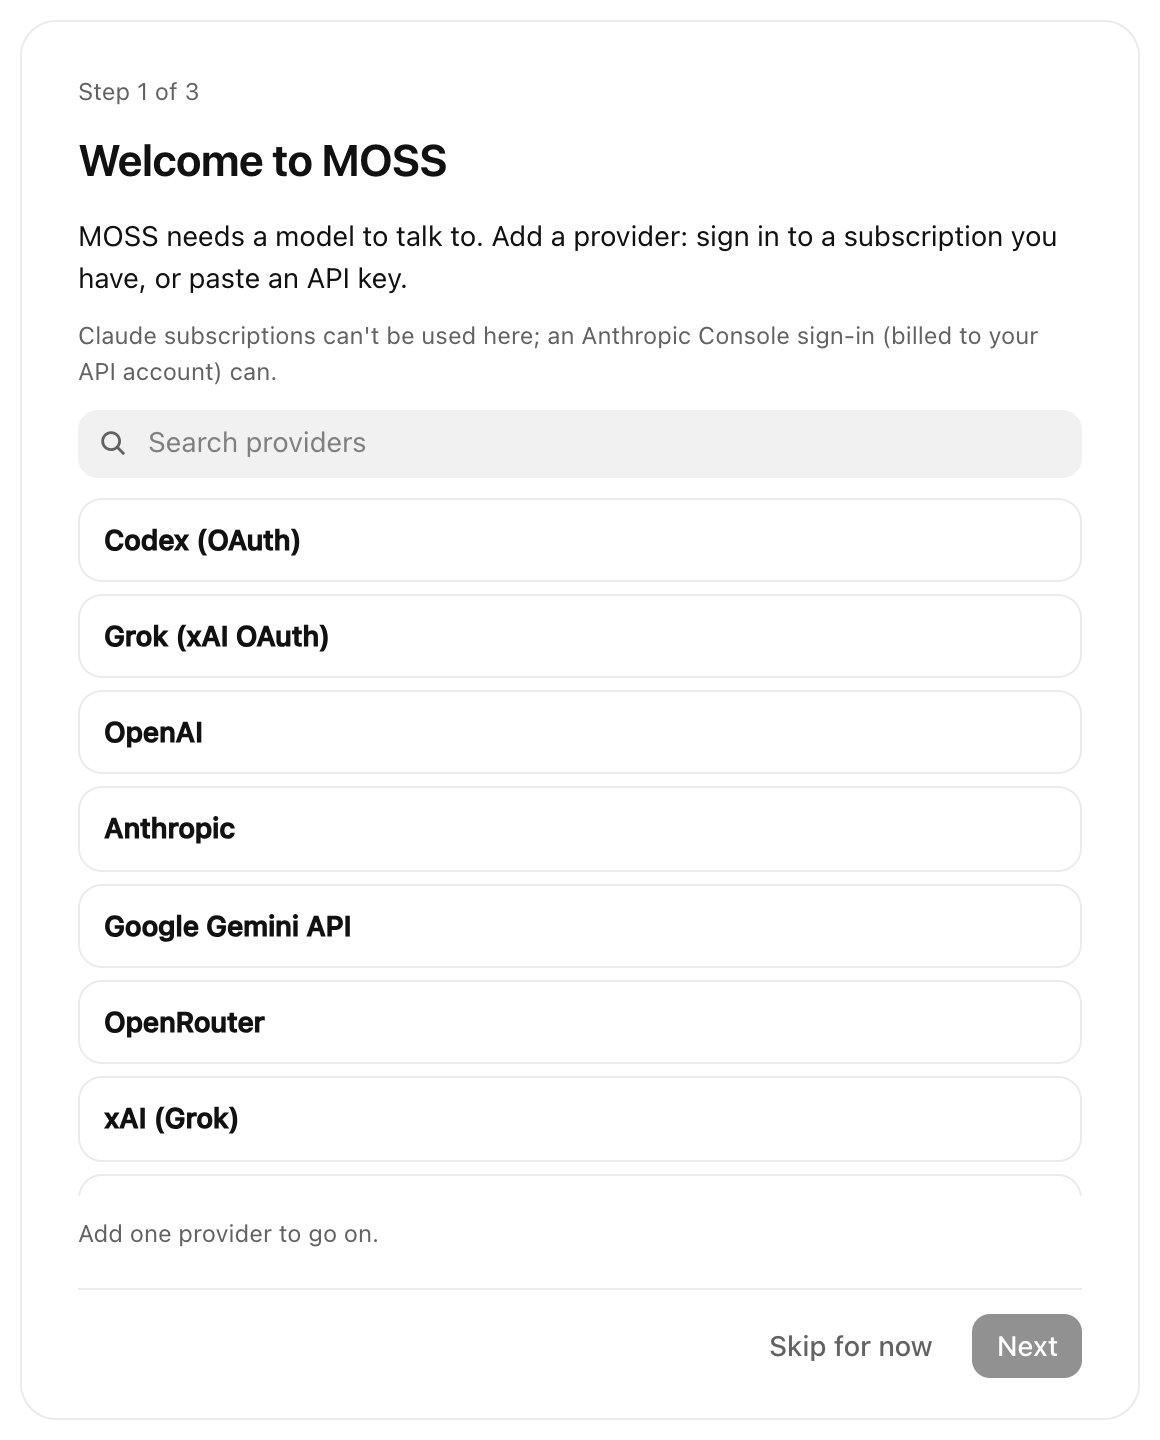 Step 1 of 3
Welcome to MOSS
MOSS needs a model to talk to. Add a provider: sign in to a subscription you
have, or paste an API key.
Claude subscriptions can't be used here; an Anthropic Console sign-in (billed to your
API account) can.
Search providers
Codex (OAuth)
Grok (xAI OAuth)
OpenAI
Anthropic
Google Gemini API
OpenRouter
xAI (Grok)
Add one provider to go on.
Skip for now
Next